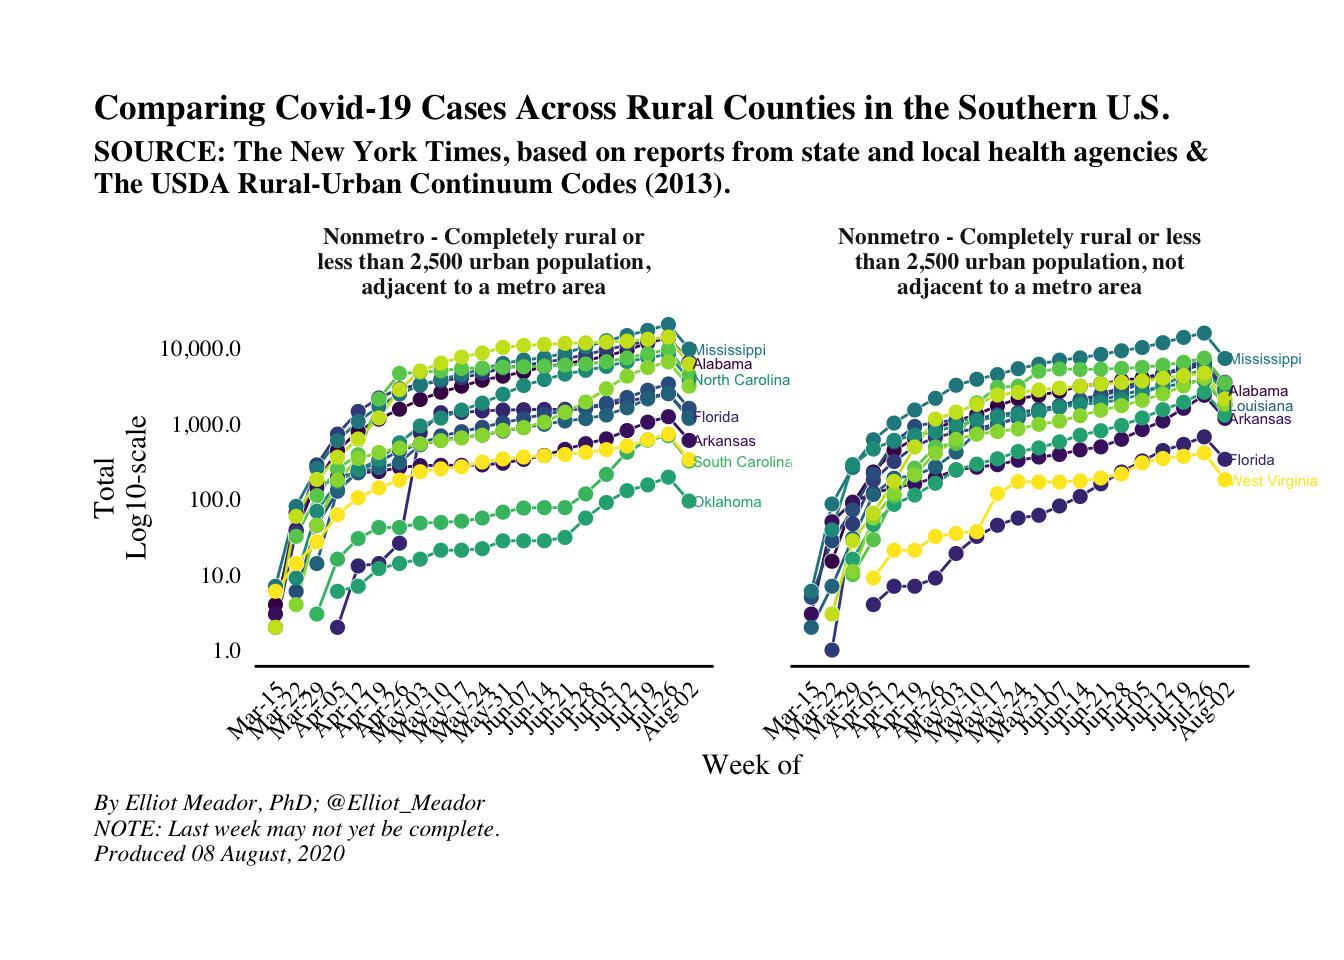 Comparing Covid-19 Cases Across Rural Counties in the Southern U.S.
SOURCE: The New York Times, based on reports from state and local health agencies &
The USDA Rural-Urban Continuum Codes (2013).
Nonmetro - Completely rural or
less than 2,500 urban population,
adjacent to a metro area
Nonmetro - Completely rural or less
than 2,500 urban population, not
adjacent to a metro area
Total
Log10-scale
10,000.0
1,000.0
100.0
10.0
1.0
Mississippi
Alabama
North Carolina
Florida
Arkansas
South Carolina
Oklahoma
Mississippi
Alabama
Louisiana
Arkansas
Florida
West Virginia
Mar-15
Mar-22
Mar-29
Apr-05
Apr-12
Apr-19
Apr-26
May-03
May-10
May-17
May-24
May-31
Jun-07
Jun-14
Jun-21
Jun-28
Jul-05
Jul-12
Jul-19
Jul-26
Aug-02
Mar-15
Mar-22
Mar-29
Apr-05
Apr-12
Apr-19
Apr-26
May-03
May-10
May-17
May-24
May-31
Jun-07
Jun-14
Jun-21
Jun-28
Jul-05
Jul-12
Jul-19
Jul-26
Aug-02
Week of
By Elliot Meador, PhD; @Elliot_Meador
NOTE: Last week may not yet be complete.
Produced 08 August, 2020